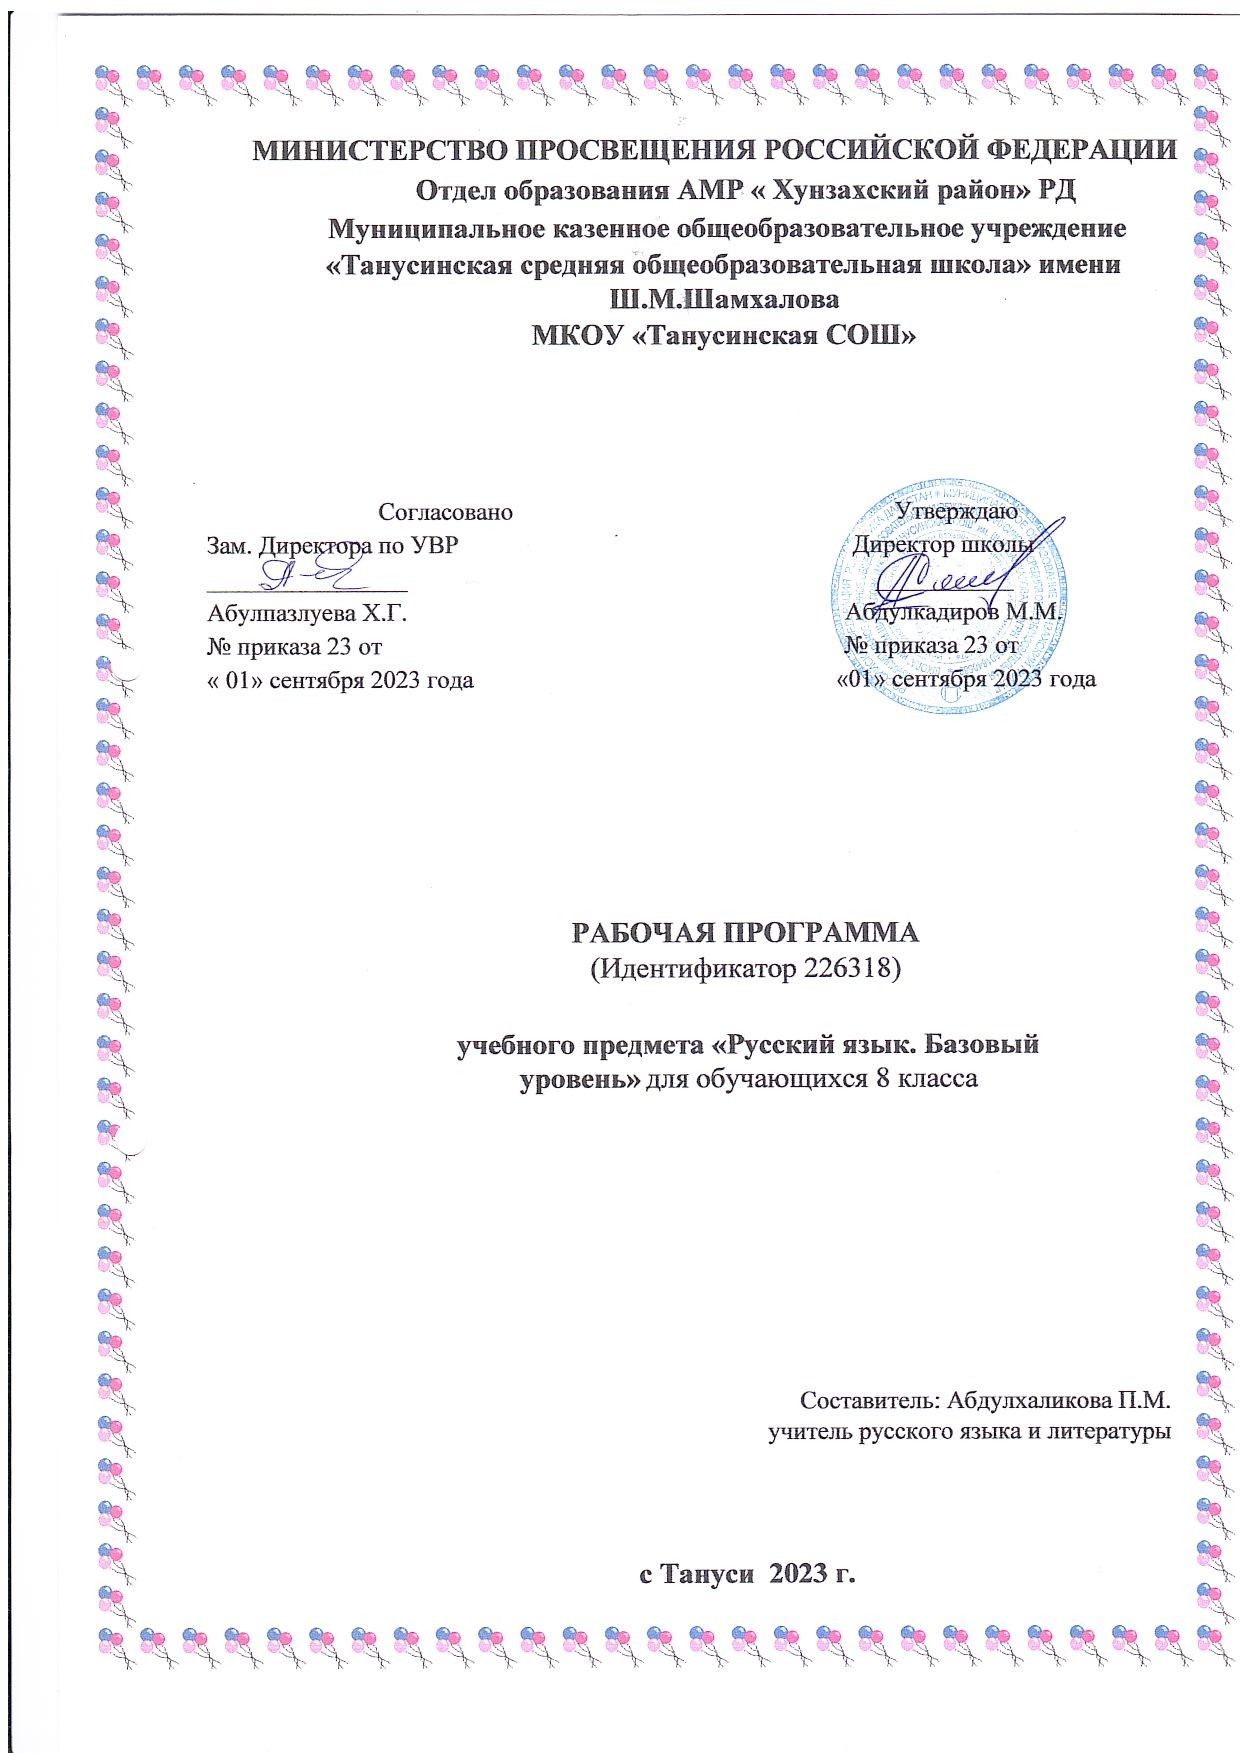 МИНИСТЕРСТВО ПРОСВЕЩЕНИЯ РОССИЙСКОЙ ФЕДЕРАЦИИ
Отдел образования АМР « Хунзахский район» РД
Муниципальное казенное общеобразовательное учреждение
«Танусинская средняя общеобразовательная школа» имени
Ш.М.Шамхалова
МКОУ «Танусинская СОШ»
Согласовано
Зам. Директора по УВР
Абулпазлуева Х.Г.
№ приказа 23 от
« 01» сентября 2023 года
Утверждаю
Директор школы
Абдулкадиров М.М.
№ приказа 23 от
«01» сентября 2023 года
РАБОЧАЯ ПРОГРАММА
(Идентификатор 226318)
учебного предмета «Русский язык. Базовый
уровень» для обучающихся 8 класса
Составитель: Абдулхаликова П.М.
учитель русского языка и литературы
с Тануси 2023 г.